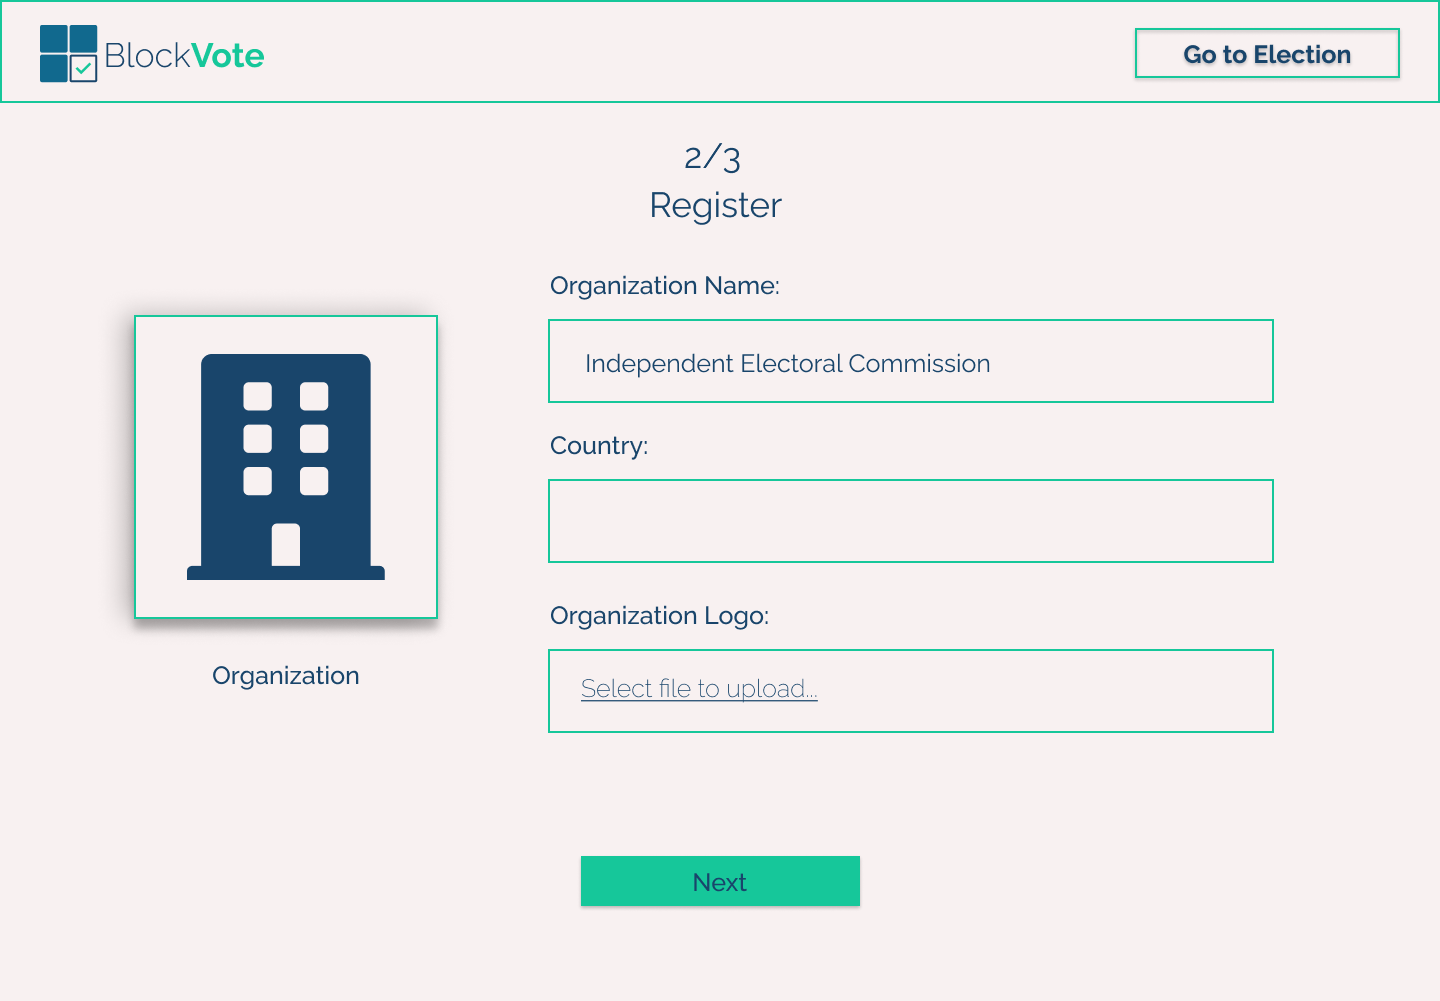 BlockVote
Go to Election
2/3
Register
Organization Name:
Independent Electoral Commission
Country:
Organization Logo:
Select file to upload...
Organization
Next